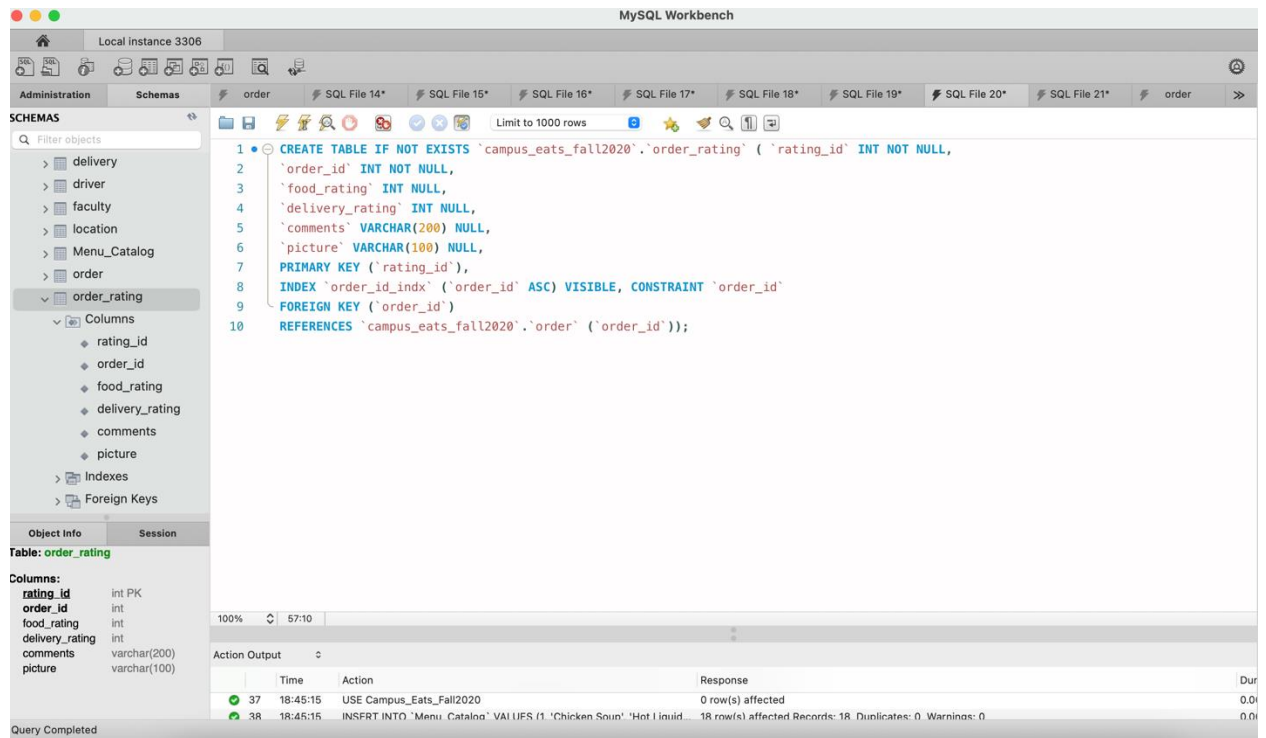 MySQL Workbench
Local instance 3306
Administration Schemas
order SQL File 14* SQL File 15* SQL File 16* SQL File 17* SQL File 18* SQL File 19* SQL File 20* SQL File 21* order
SCHEMAS
Filter objects
Limit to 1000 rows
delivery
driver
faculty
location
Menu_Catalog
order
order_rating
Columns
rating_id
order_id
food_rating
delivery_rating
comments
picture
Indexes
Foreign Keys
1 CREATE TABLE IF NOT EXISTS `campus_eats_fall2020`.`order_rating` ( `rating_id` INT NOT NULL,
2 `order_id` INT NOT NULL,
3 `food_rating` INT NULL,
4 `delivery_rating` INT NULL,
5 `comments` VARCHAR(200) NULL,
6 `picture` VARCHAR(100) NULL,
7 PRIMARY KEY (`rating_id`),
8 INDEX `order_id_indx` (`order_id` ASC) VISIBLE, CONSTRAINT `order_id`
9 FOREIGN KEY (`order_id`)
10 REFERENCES `campus_eats_fall2020`.`order` (`order_id`));
Object Info Session
Table: order_rating
Columns:
rating_id int PK
order_id int
food_rating int
delivery_rating int
comments varchar(200)
picture varchar(100)
100% 57:10
Action Output
Time Action Response Dur
37 18:45:15 USE Campus_Eats_Fall2020 0 row(s) affected 0.0
38 18:45:15 INSERT INTO `Menu_Catalog` VALUES (1, 'Chicken Soup', 'Hot Liquid... 18 row(s) affected Records: 18 Duplicates: 0 Warnings: 0 0.0
Query Completed